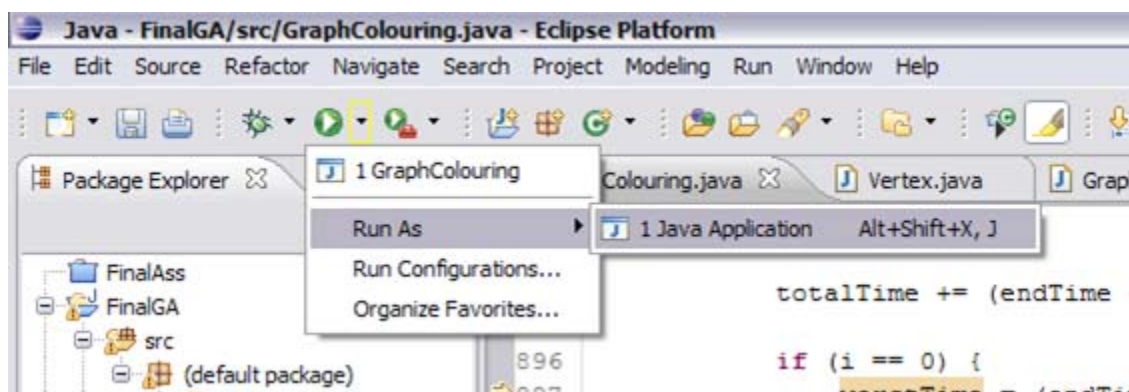 Java - FinalGA/src/GraphColouring.java - Eclipse Platform
File Edit Source Refactor Navigate Search Project Modeling Run Window Help
Package Explorer
Colouring.java
Vertex.java
1 GraphColouring
Run As
1 Java Application Alt+Shift+X, J
Run Configurations...
Organize Favorites...
FinalAss
FinalGA
src
(default package)
totalTime += (endTime
896 if (i == 0) {